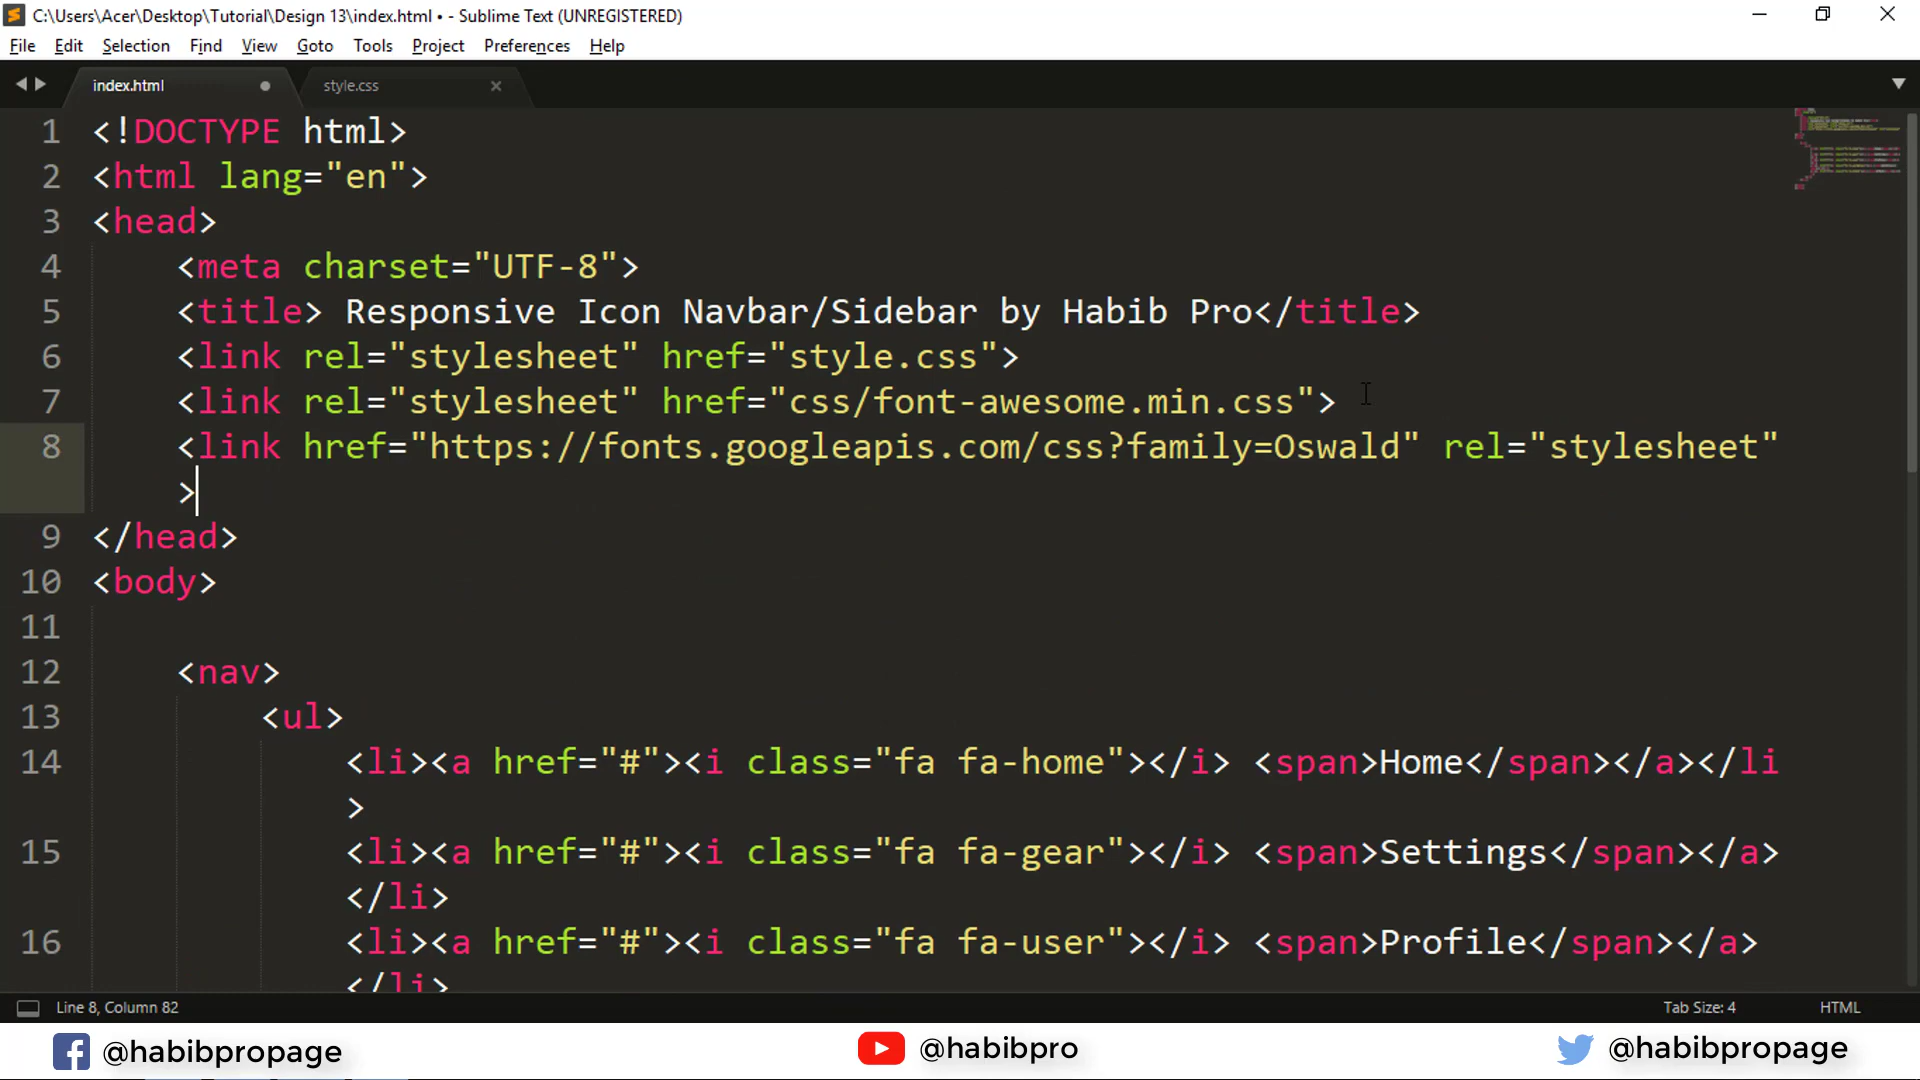 C:\Users\Acer\Desktop\Tutorial\Design 13\index.html • - Sublime Text (UNREGISTERED)
File Edit Selection Find View Goto Tools Project Preferences Help
index.html style.css
1 <!DOCTYPE html>
2 <html lang="en">
3 <head>
4 <meta charset="UTF-8">
5 <title> Responsive Icon Navbar/Sidebar by Habib Pro</title>
6 <link rel="stylesheet" href="style.css">
7 <link rel="stylesheet" href="css/font-awesome.min.css">
8 <link href="https://fonts.googleapis.com/css?family=Oswald" rel="stylesheet"
>
9 </head>
10 <body>
11
12 <nav>
13 <ul>
14 <li><a href="#"><i class="fa fa-home"></i> <span>Home</span></a></li
>
15 <li><a href="#"><i class="fa fa-gear"></i> <span>Settings</span></a>
</li>
16 <li><a href="#"><i class="fa fa-user"></i> <span>Profile</span></a>
</li>
Line 8, Column 82 Tab Size: 4 HTML
@habibpropage @habibpro @habibpropage